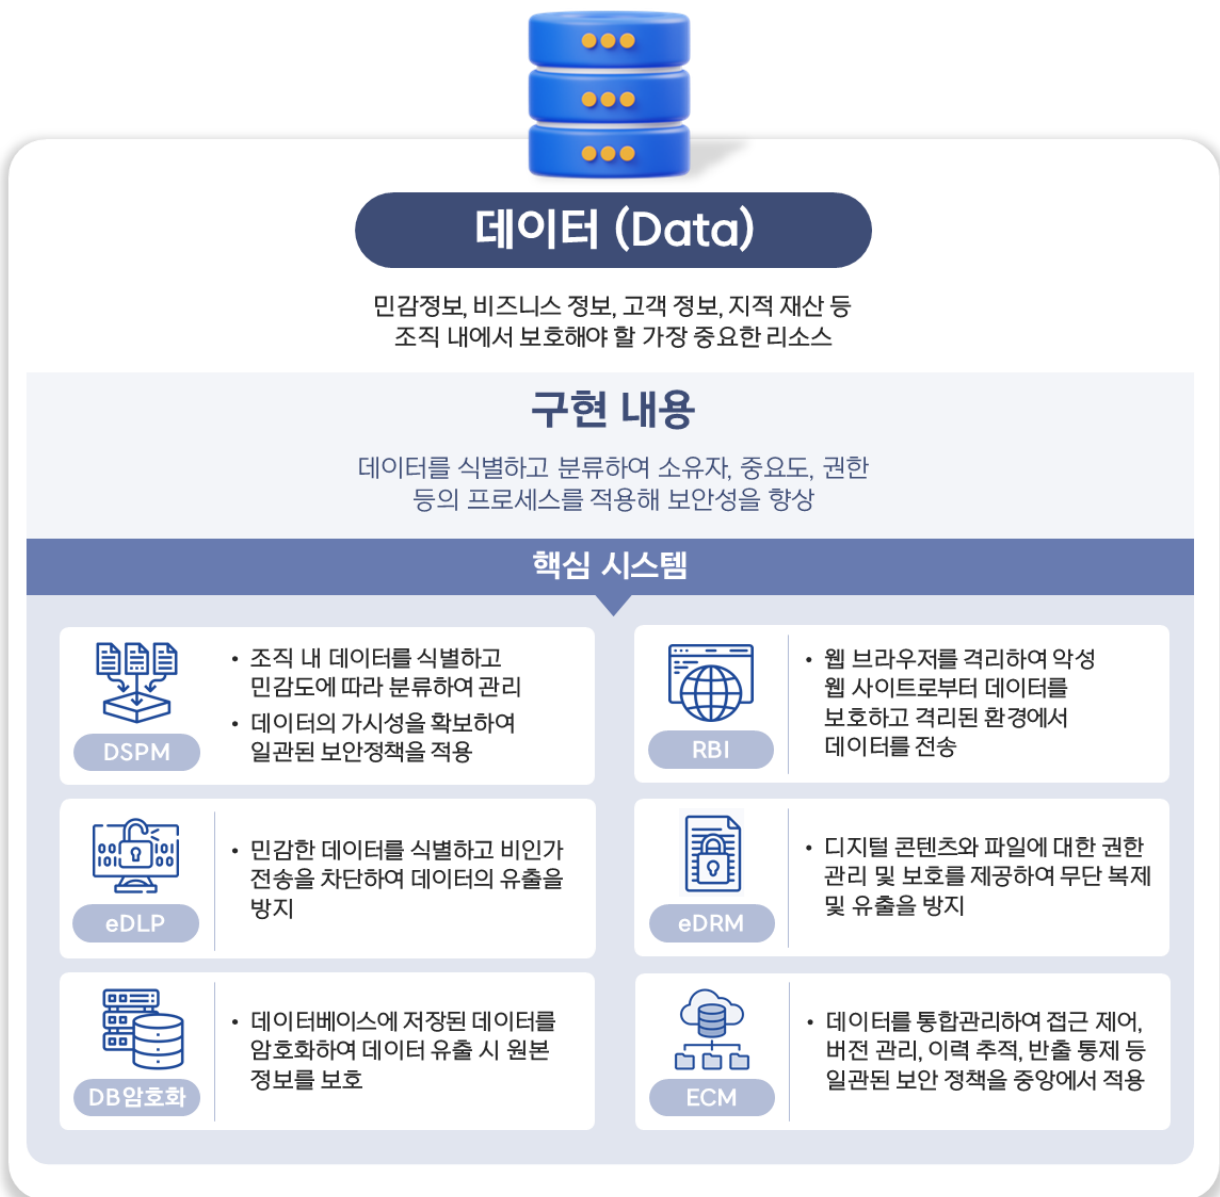 데이터 (Data)
민감정보, 비즈니스 정보, 고객 정보, 지적 재산 등
조직 내에서 보호해야 할 가장 중요한 리소스
구현 내용
데이터를 식별하고 분류하여 소유자, 중요도, 권한
등의 프로세스를 적용해 보안성을 향상
핵심 시스템
DSPM
• 조직 내 데이터를 식별하고
민감도에 따라 분류하여 관리
• 데이터의 가시성을 확보하여
일관된 보안정책을 적용
RBI
• 웹 브라우저를 격리하여 악성
웹 사이트로부터 데이터를
보호하고 격리된 환경에서
데이터를 전송
eDLP
• 민감한 데이터를 식별하고 비인가
전송을 차단하여 데이터의 유출을
방지
eDRM
• 디지털 콘텐츠와 파일에 대한 권한
관리 및 보호를 제공하여 무단 복제
및 유출을 방지
DB암호화
• 데이터베이스에 저장된 데이터를
암호화하여 데이터 유출 시 원본
정보를 보호
ECM
• 데이터를 통합관리하여 접근 제어,
버전 관리, 이력 추적, 반출 통제 등
일관된 보안 정책을 중앙에서 적용